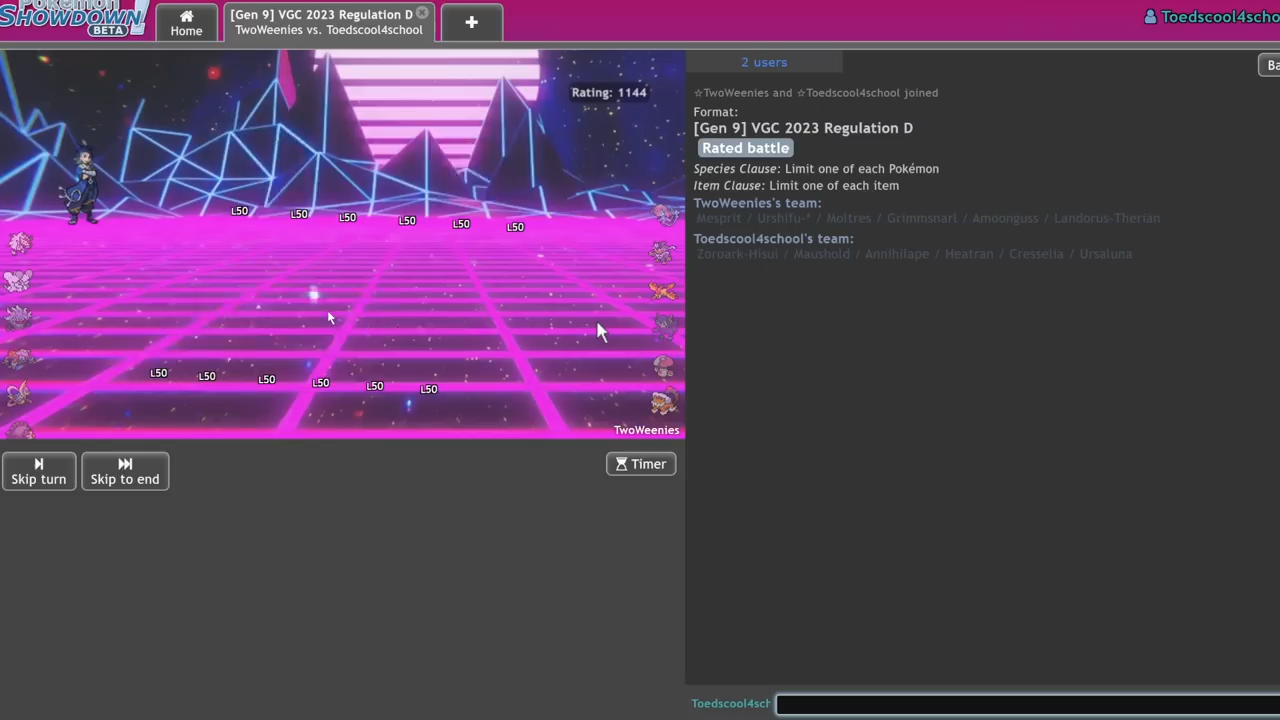 Pokémon
SHOWDOWN!
BETA
Home
[Gen 9] VGC 2023 Regulation D
TwoWeenies vs. Toedscool4school
+
Toedscool4scho
Rating: 1144
L50 L50 L50 L50 L50 L50
L50 L50 L50 L50 L50 L50
TwoWeenies
Skip turn
Skip to end
Timer
2 users
Ba
☆TwoWeenies and ☆Toedscool4school joined
Format:
[Gen 9] VGC 2023 Regulation D
Rated battle
Species Clause: Limit one of each Pokémon
Item Clause: Limit one of each item
TwoWeenies's team:
Mesprit / Urshifu-* / Moltres / Grimmsnarl / Amoonguss / Landorus-Therian
Toedscool4school's team:
Zoroark-Hisui / Maushold / Annihilape / Heatran / Cresselia / Ursaluna
Toedscool4sch